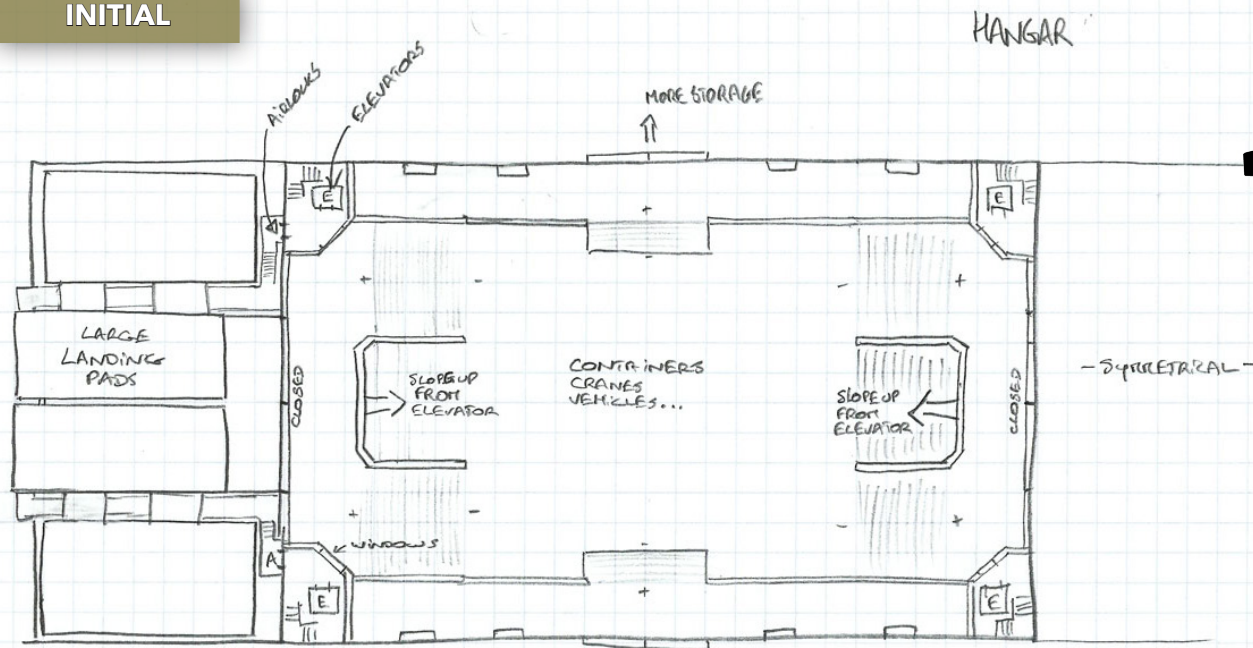 INITIAL
HANGAR
AIRLOCKS
ELEVATORS
MORE STORAGE
E
E
LARGE
LANDING
PADS
CLOSED
SLOPE UP
FROM
ELEVATOR
CONTAINERS
CRANES
VEHICLES...
SLOPE UP
FROM
ELEVATOR
CLOSED
- SYMMETRICAL -
WINDOWS
A
E
E